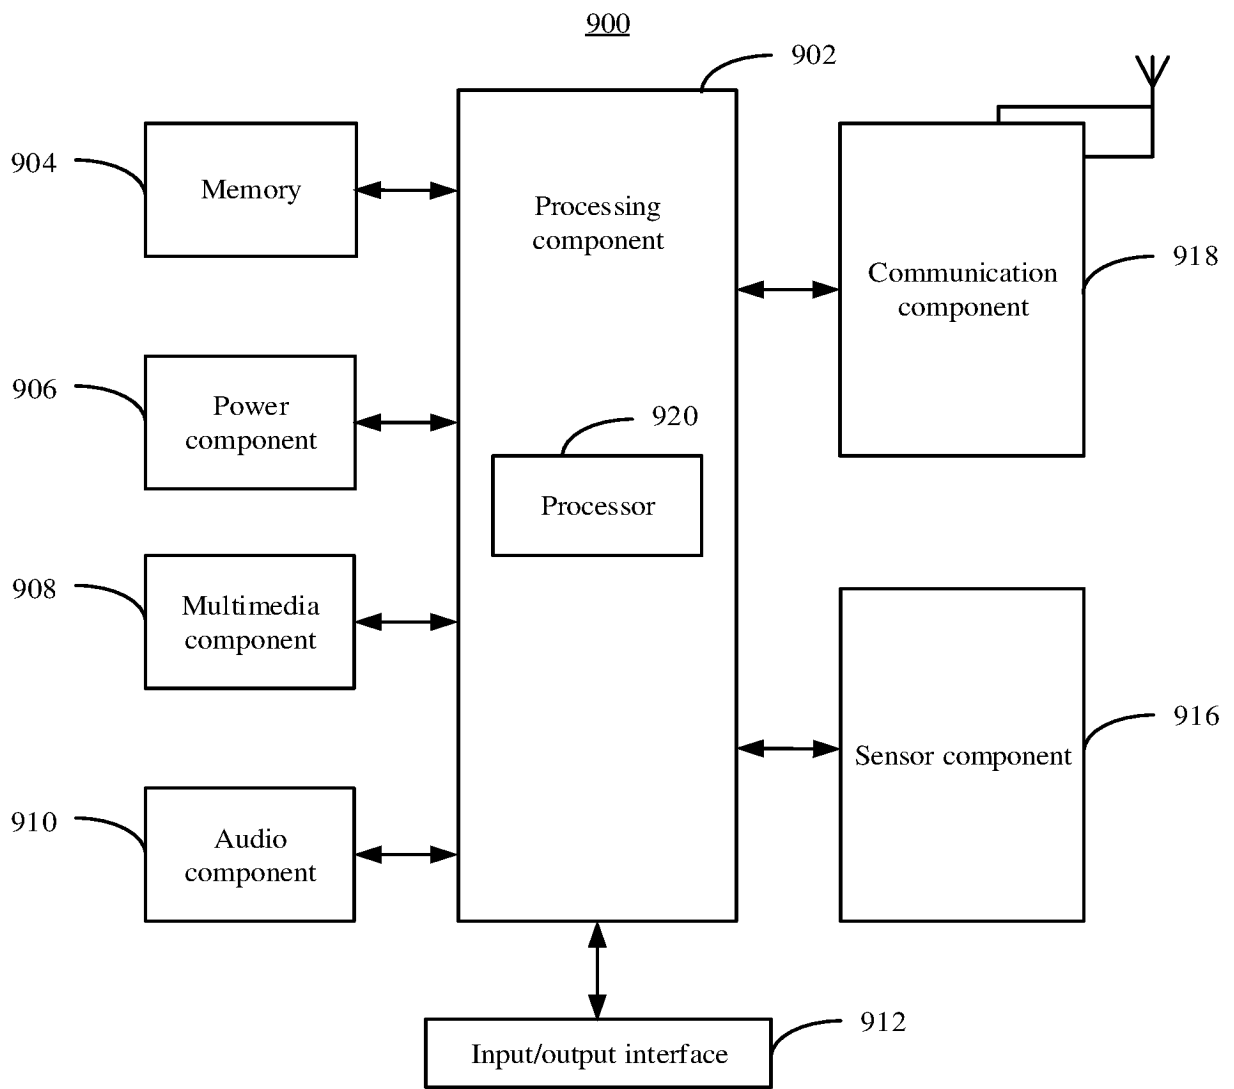 900
902
904
Memory
Processing
component
918
Communication
component
906
Power
component
920
Processor
908
Multimedia
component
916
Sensor component
910
Audio
component
912
Input/output interface